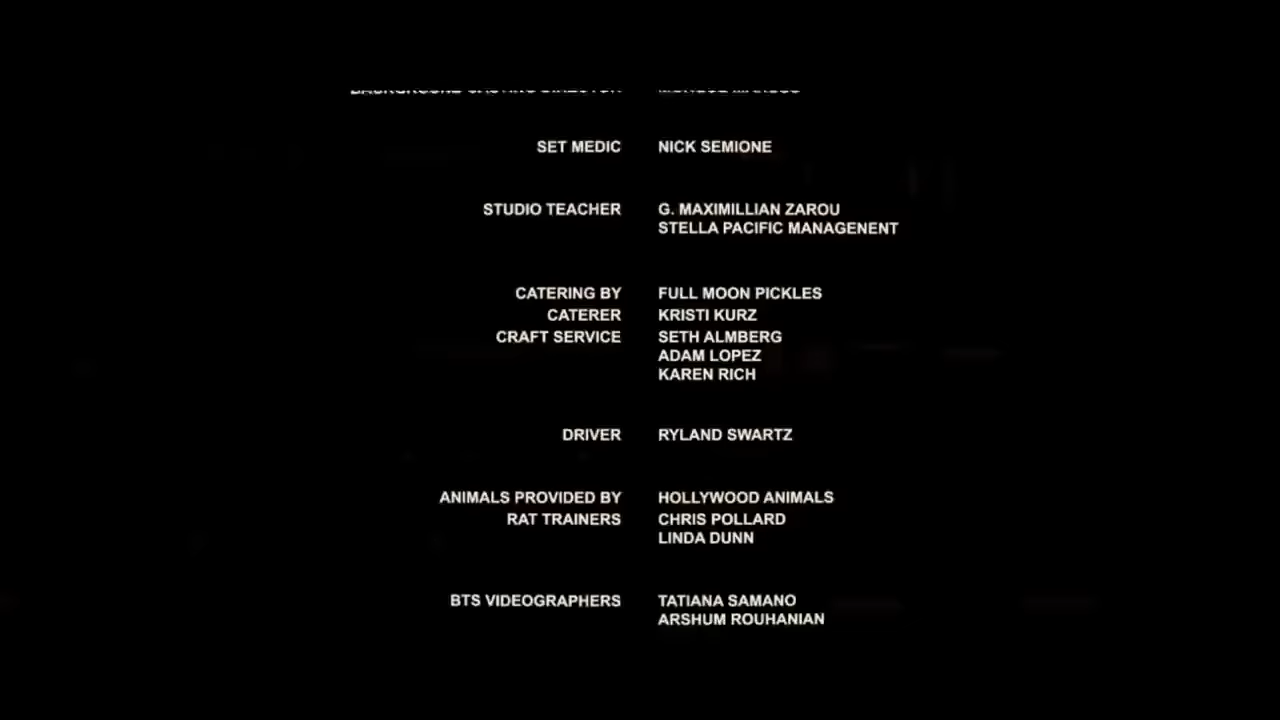 SET MEDIC NICK SEMIONE
STUDIO TEACHER G. MAXIMILLIAN ZAROU
STELLA PACIFIC MANAGENENT
CATERING BY FULL MOON PICKLES
CATERER KRISTI KURZ
CRAFT SERVICE SETH ALMBERG
ADAM LOPEZ
KAREN RICH
DRIVER RYLAND SWARTZ
ANIMALS PROVIDED BY HOLLYWOOD ANIMALS
RAT TRAINERS CHRIS POLLARD
LINDA DUNN
BTS VIDEOGRAPHERS TATIANA SAMANO
ARSHUM ROUHANIAN